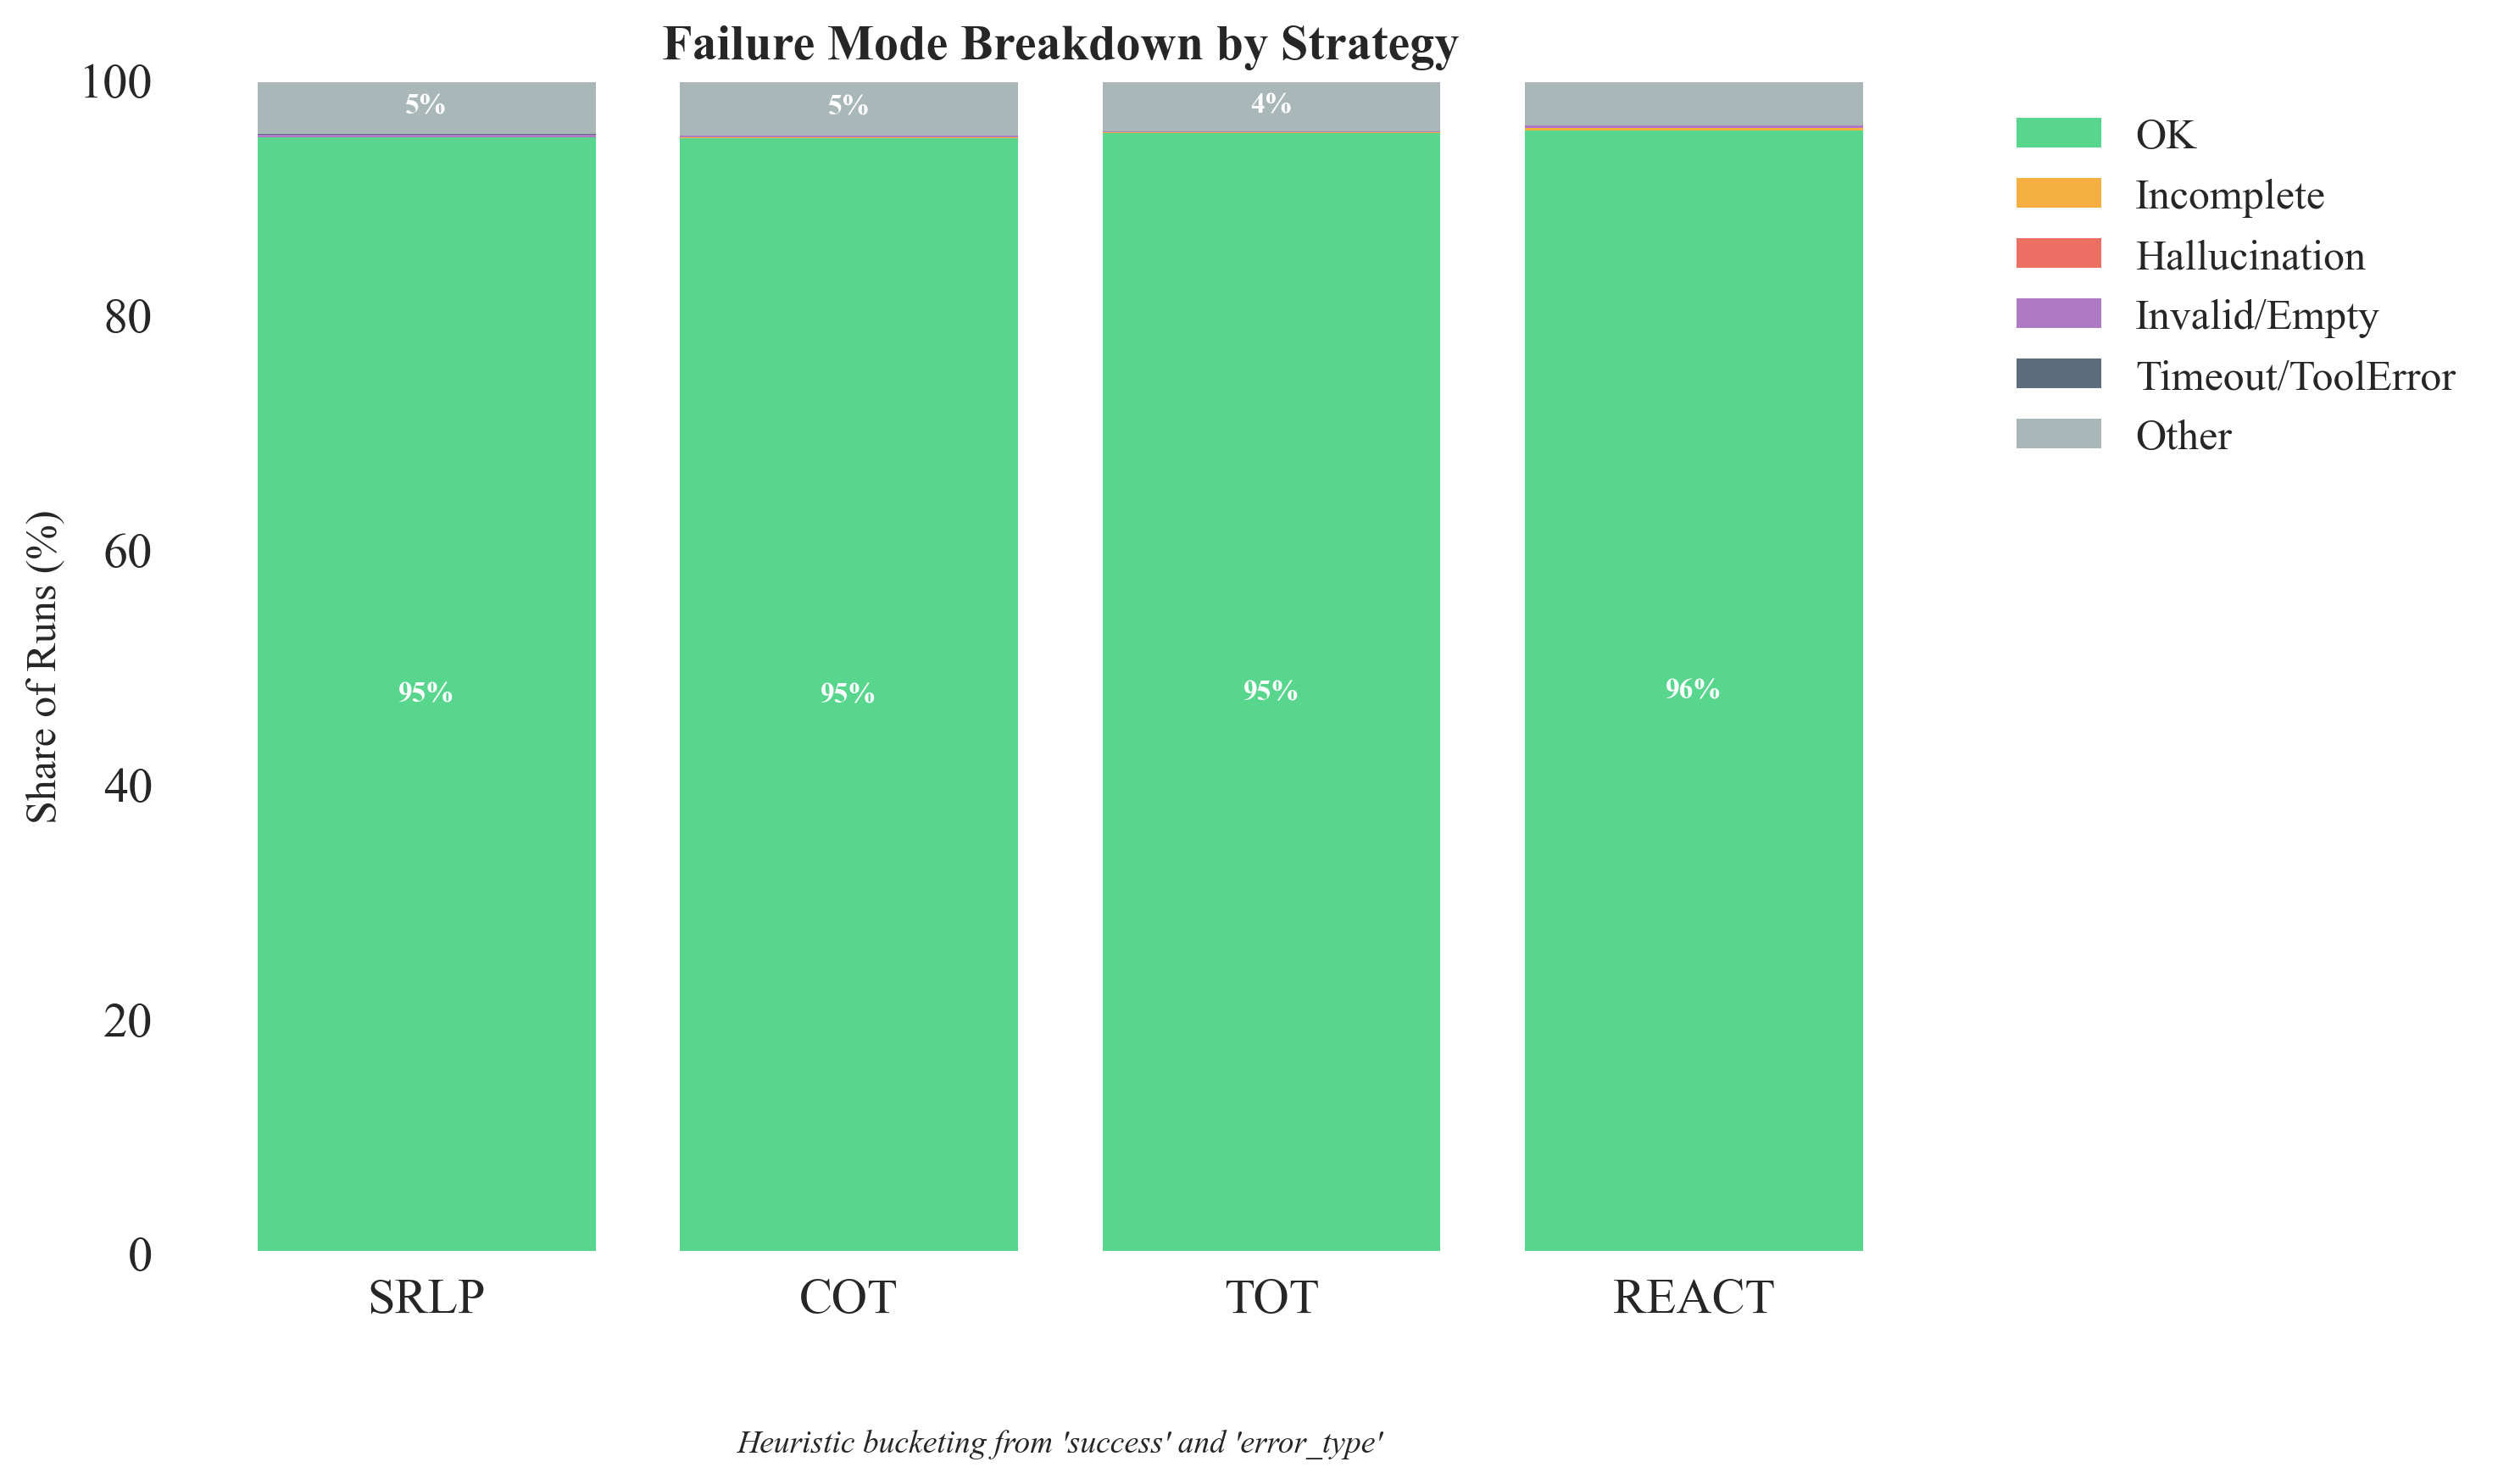 Failure Mode Breakdown by Strategy
100
80
60
40
20
0
Share of Runs (%)
5%
5%
4%
95%
95%
95%
96%
SRLP
COT
TOT
REACT
OK
Incomplete
Hallucination
Invalid/Empty
Timeout/ToolError
Other
Heuristic bucketing from 'success' and 'error_type'